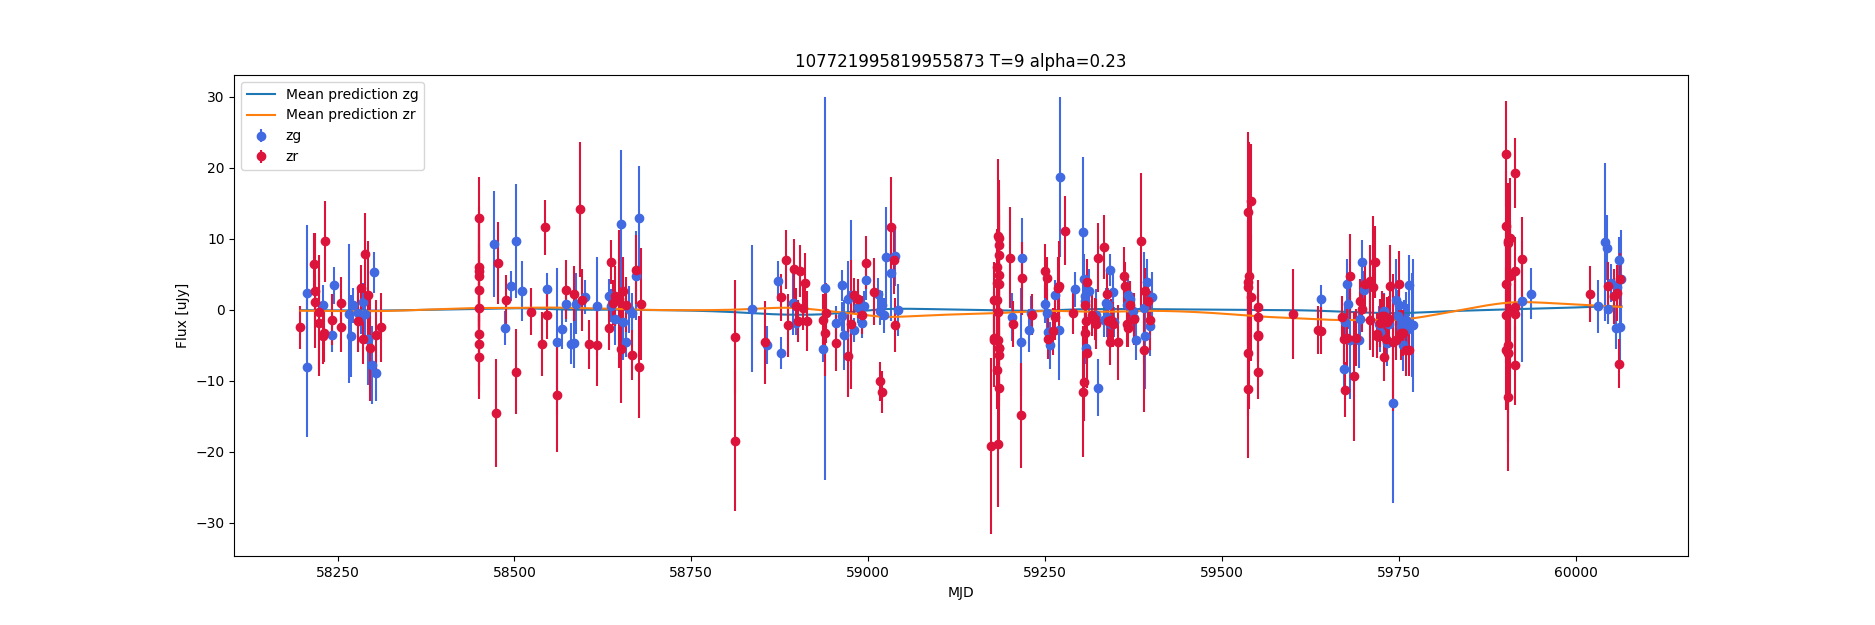 107721995819955873 T=9 alpha=0.23
Mean prediction zg
Mean prediction zr
zg
zr
Flux [uJy]
30
20
10
0
−10
−20
−30
58250 58500 58750 59000 59250 59500 59750 60000
MJD